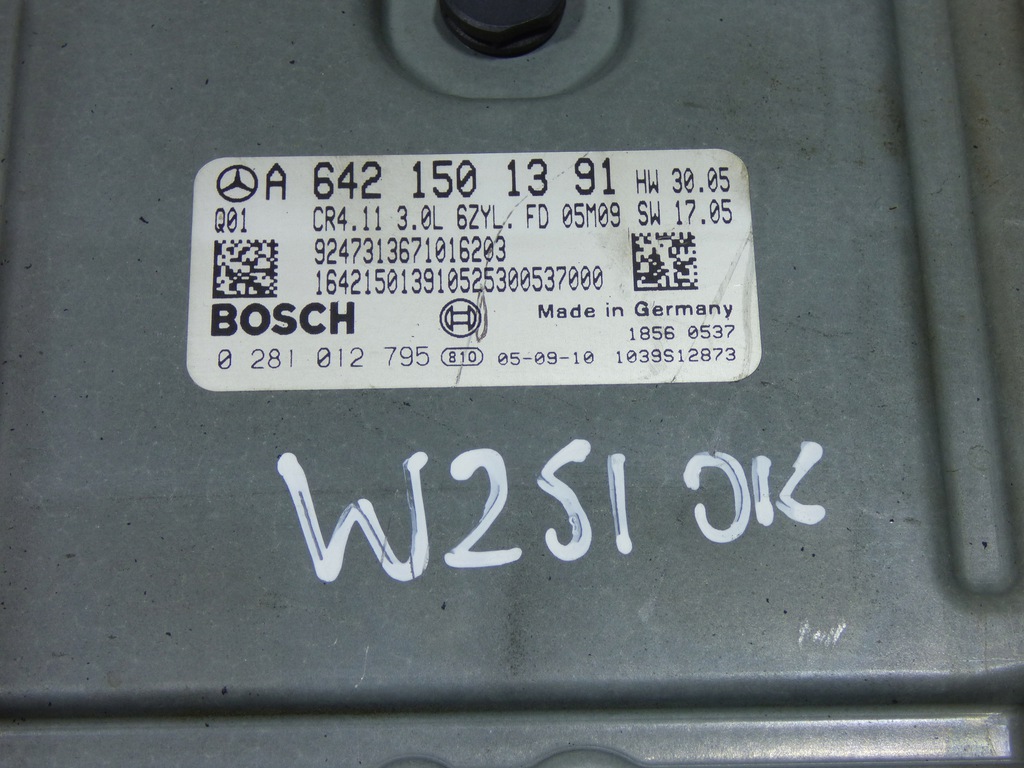 A 642 150 13 91 HW 30.05
Q01 CR4.11 3.0L 6ZYL. FD 05M09 SW 17.05
9247313671016203
164215013910525300537000
BOSCH Made in Germany
1856 0537
0 281 012 795 810 05-09-10 1039S12873
W251 OK